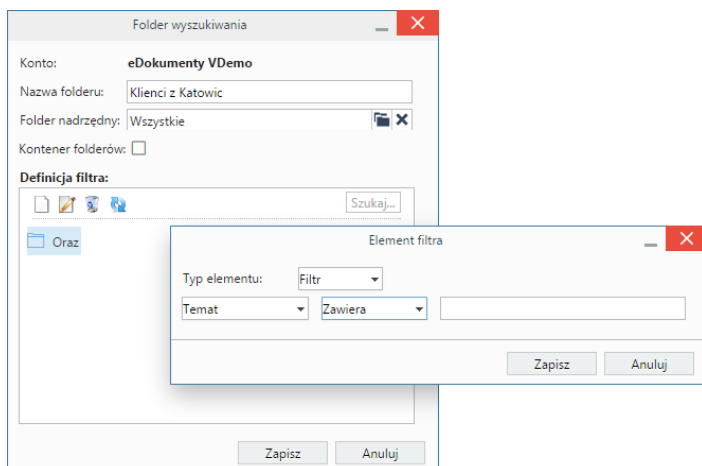 Folder wyszukiwania
Konto: eDokumenty VDemo
Nazwa folderu: Klienci z Katowic
Folder nadrzędny: Wszystkie
Kontener folderów:
Definicja filtra:
Szukaj...
Oraz
Element filtra
Typ elementu: Filtr
Temat Zawiera
Zapisz Anuluj
Zapisz Anuluj